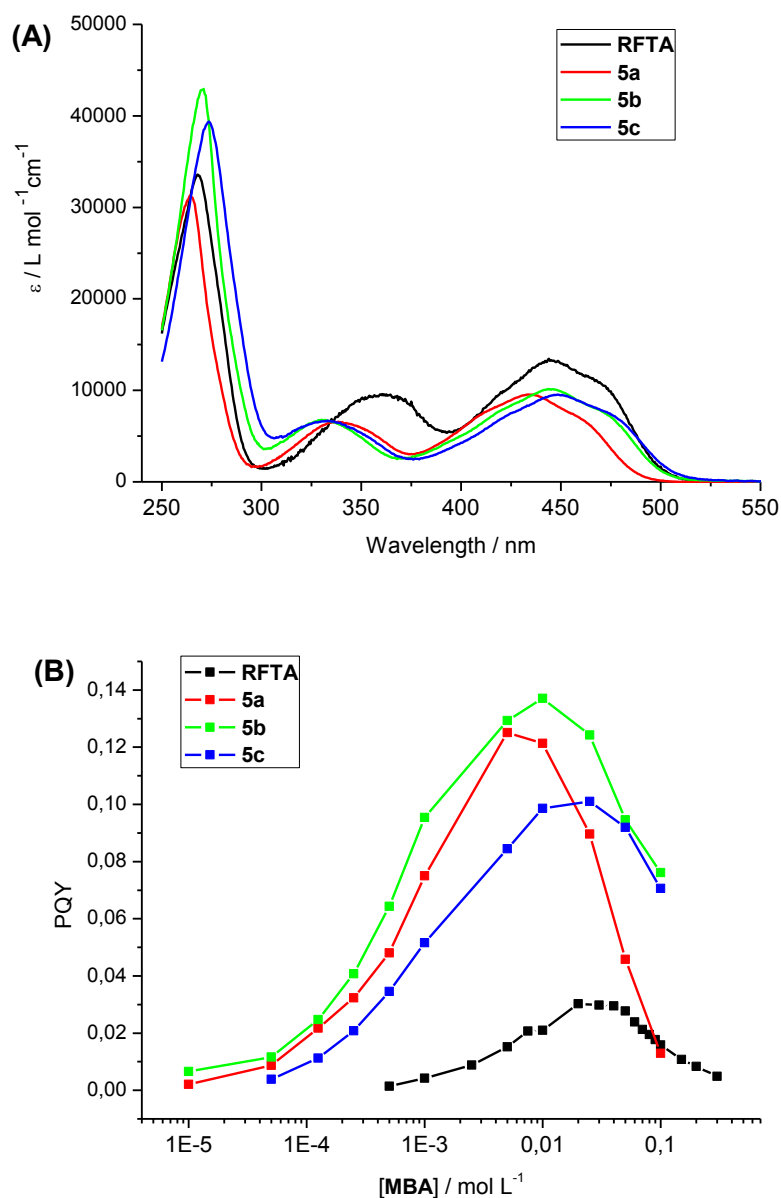 (A)
50000
40000
30000
20000
10000
0
ε / L mol⁻¹cm⁻¹
RFTA
5a
5b
5c
250 300 350 400 450 500 550
Wavelength / nm
(B)
0,14
0,12
0,10
0,08
0,06
0,04
0,02
0,00
PQY
RFTA
5a
5b
5c
1E-5 1E-4 1E-3 0,01 0,1
[MBA] / mol L⁻¹